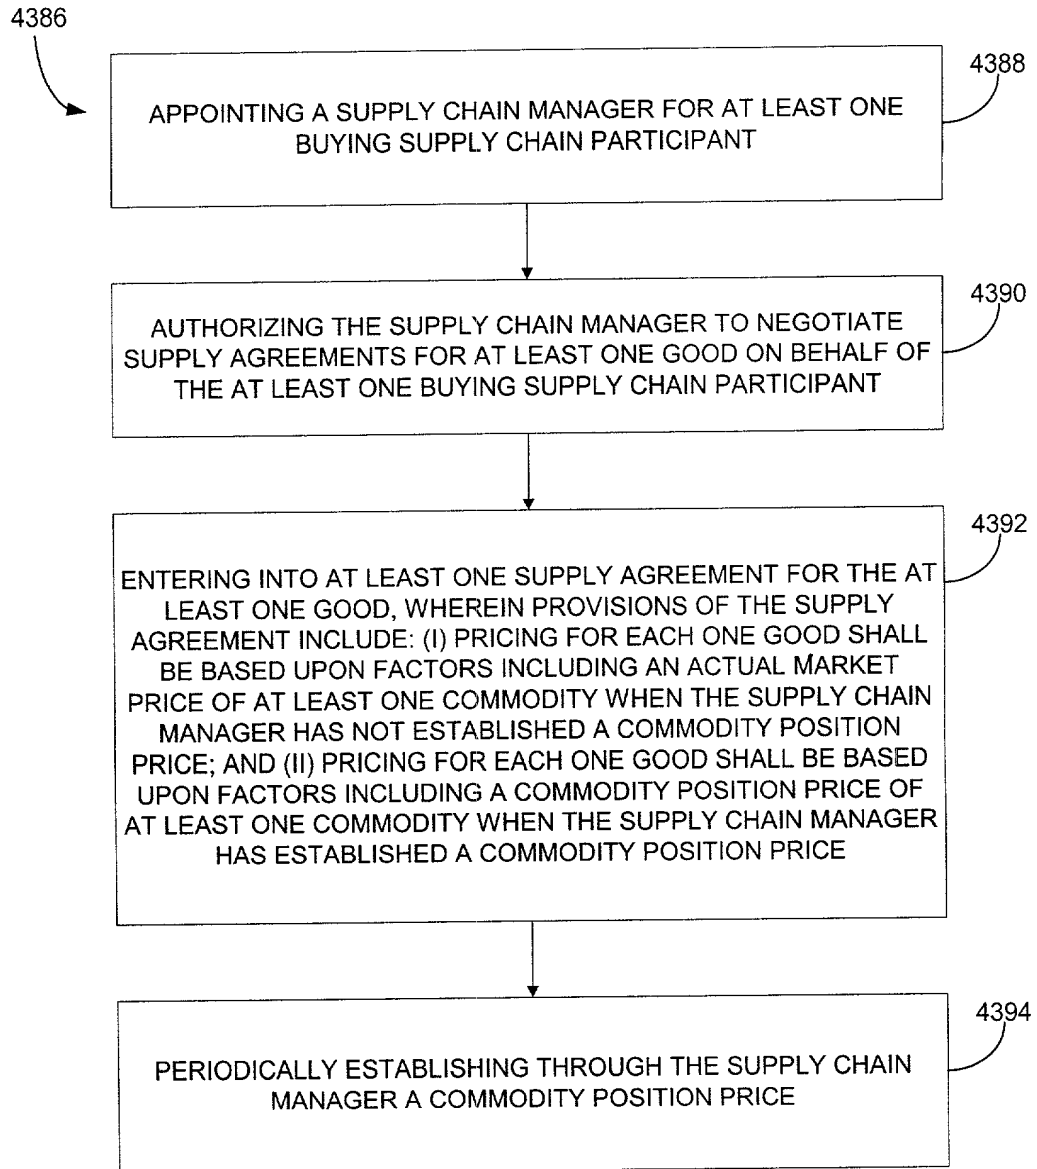 4386
4388
APPOINTING A SUPPLY CHAIN MANAGER FOR AT LEAST ONE
BUYING SUPPLY CHAIN PARTICIPANT
4390
AUTHORIZING THE SUPPLY CHAIN MANAGER TO NEGOTIATE
SUPPLY AGREEMENTS FOR AT LEAST ONE GOOD ON BEHALF OF
THE AT LEAST ONE BUYING SUPPLY CHAIN PARTICIPANT
4392
ENTERING INTO AT LEAST ONE SUPPLY AGREEMENT FOR THE AT
LEAST ONE GOOD, WHEREIN PROVISIONS OF THE SUPPLY
AGREEMENT INCLUDE: (I) PRICING FOR EACH ONE GOOD SHALL
BE BASED UPON FACTORS INCLUDING AN ACTUAL MARKET
PRICE OF AT LEAST ONE COMMODITY WHEN THE SUPPLY CHAIN
MANAGER HAS NOT ESTABLISHED A COMMODITY POSITION
PRICE; AND (II) PRICING FOR EACH ONE GOOD SHALL BE BASED
UPON FACTORS INCLUDING A COMMODITY POSITION PRICE OF
AT LEAST ONE COMMODITY WHEN THE SUPPLY CHAIN MANAGER
HAS ESTABLISHED A COMMODITY POSITION PRICE
4394
PERIODICALLY ESTABLISHING THROUGH THE SUPPLY CHAIN
MANAGER A COMMODITY POSITION PRICE